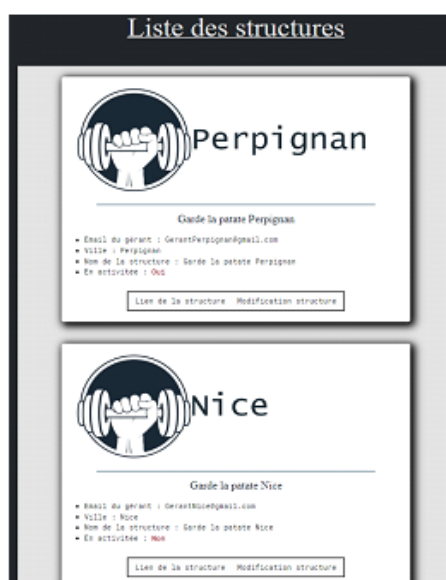 Liste des structures
Perpignan
Garde la patate Perpignan
Email du gérant : GerantPerpignan@gmail.com
Ville : Perpignan
Nom de la structure : Garde la patate Perpignan
En activitée : Oui
Lien de la structure Modification structure
Nice
Garde la patate Nice
Email du gérant : GerantNice@gmail.com
Ville : Nice
Nom de la structure : Garde la patate Nice
En activitée : Non
Lien de la structure Modification structure